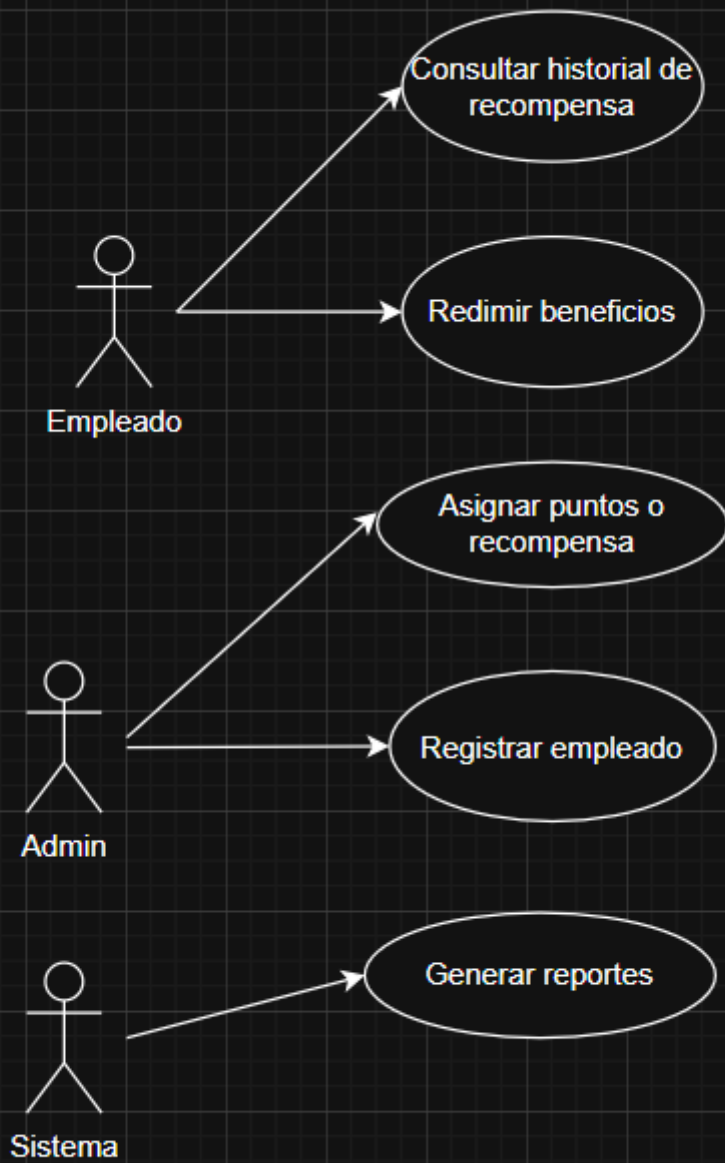 Consultar historial de
recompensa
Redimir beneficios
Empleado
Asignar puntos o
recompensa
Registrar empleado
Admin
Generar reportes
Sistema